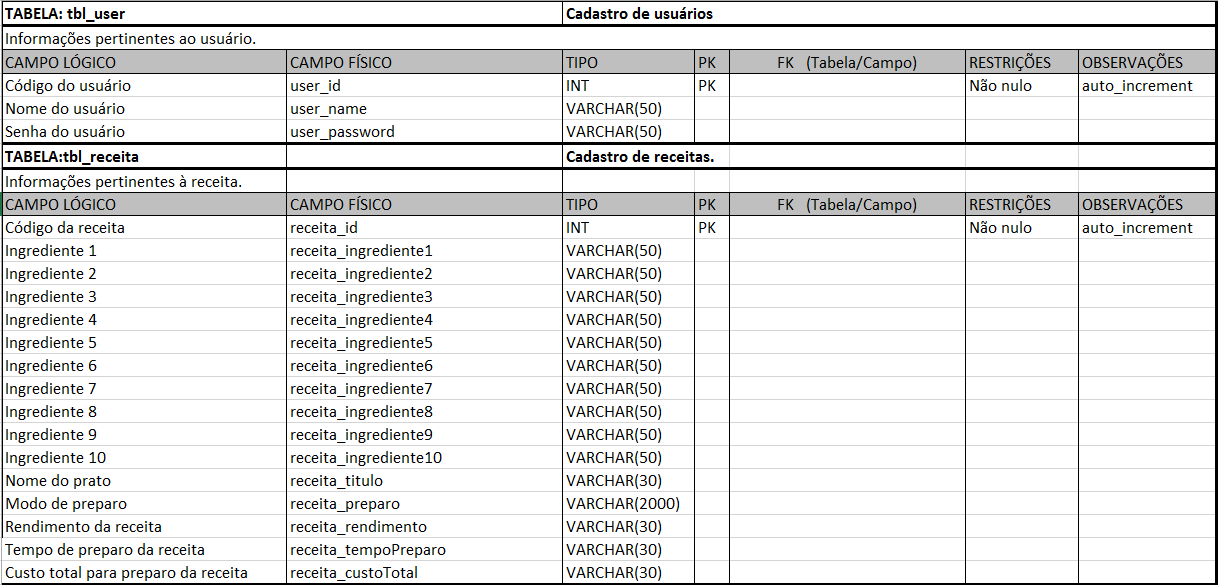 TABELA: tbl_user Cadastro de usuários
Informações pertinentes ao usuário.
CAMPO LÓGICO CAMPO FÍSICO TIPO PK FK (Tabela/Campo) RESTRIÇÕES OBSERVAÇÕES
Código do usuário user_id INT PK Não nulo auto_increment
Nome do usuário user_name VARCHAR(50)
Senha do usuário user_password VARCHAR(50)
TABELA:tbl_receita Cadastro de receitas.
Informações pertinentes à receita.
CAMPO LÓGICO CAMPO FÍSICO TIPO PK FK (Tabela/Campo) RESTRIÇÕES OBSERVAÇÕES
Código da receita receita_id INT PK Não nulo auto_increment
Ingrediente 1 receita_ingrediente1 VARCHAR(50)
Ingrediente 2 receita_ingrediente2 VARCHAR(50)
Ingrediente 3 receita_ingrediente3 VARCHAR(50)
Ingrediente 4 receita_ingrediente4 VARCHAR(50)
Ingrediente 5 receita_ingrediente5 VARCHAR(50)
Ingrediente 6 receita_ingrediente6 VARCHAR(50)
Ingrediente 7 receita_ingrediente7 VARCHAR(50)
Ingrediente 8 receita_ingrediente8 VARCHAR(50)
Ingrediente 9 receita_ingrediente9 VARCHAR(50)
Ingrediente 10 receita_ingrediente10 VARCHAR(50)
Nome do prato receita_titulo VARCHAR(30)
Modo de preparo receita_preparo VARCHAR(2000)
Rendimento da receita receita_rendimento VARCHAR(30)
Tempo de preparo da receita receita_tempoPreparo VARCHAR(30)
Custo total para preparo da receita receita_custoTotal VARCHAR(30)